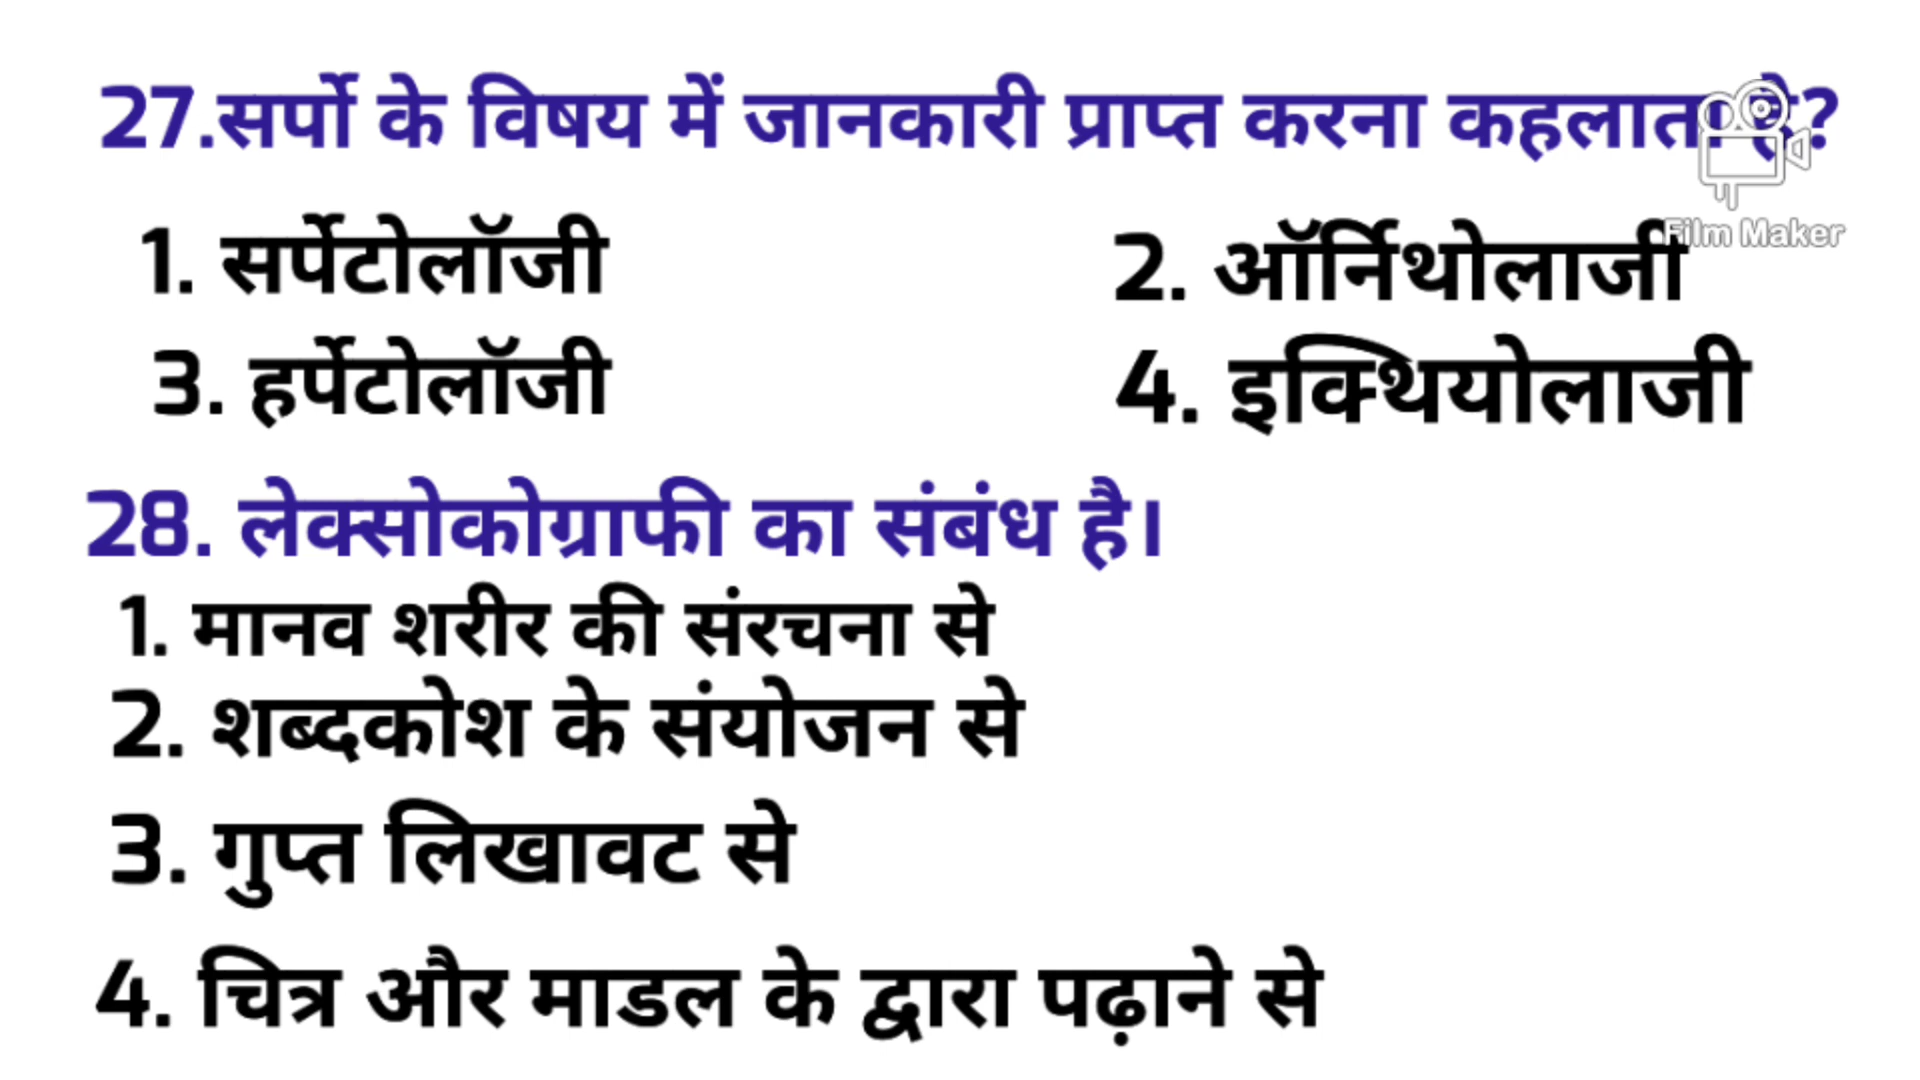 27.सर्पो के विषय में जानकारी प्राप्त करना कहलाता है?
Film Maker
1. सर्पेटोलॉजी 2. ऑर्निथोलाजी
3. हर्पेटोलॉजी 4. इक्थियोलाजी
28. लेक्सोकोग्राफी का संबंध है।
1. मानव शरीर की संरचना से
2. शब्दकोश के संयोजन से
3. गुप्त लिखावट से
4. चित्र और माडल के द्वारा पढ़ाने से